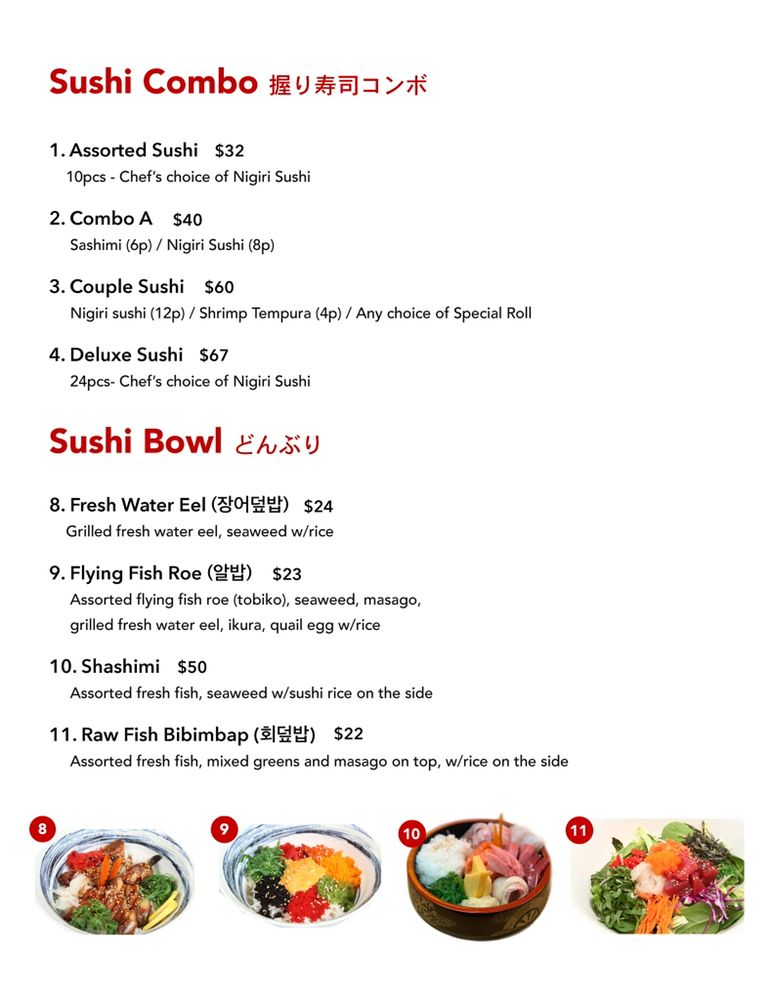 Sushi Combo 握り寿司コンボ
1. Assorted Sushi $32
10pcs - Chef's choice of Nigiri Sushi
2. Combo A $40
Sashimi (6p) / Nigiri Sushi (8p)
3. Couple Sushi $60
Nigiri sushi (12p) / Shrimp Tempura (4p) / Any choice of Special Roll
4. Deluxe Sushi $67
24pcs- Chef's choice of Nigiri Sushi
Sushi Bowl どんぶり
8. Fresh Water Eel (장어덮밥) $24
Grilled fresh water eel, seaweed w/rice
9. Flying Fish Roe (알밥) $23
Assorted flying fish roe (tobiko), seaweed, masago,
grilled fresh water eel, ikura, quail egg w/rice
10. Shashimi $50
Assorted fresh fish, seaweed w/sushi rice on the side
11. Raw Fish Bibimbap (회덮밥) $22
Assorted fresh fish, mixed greens and masago on top, w/rice on the side
8 9 10 11